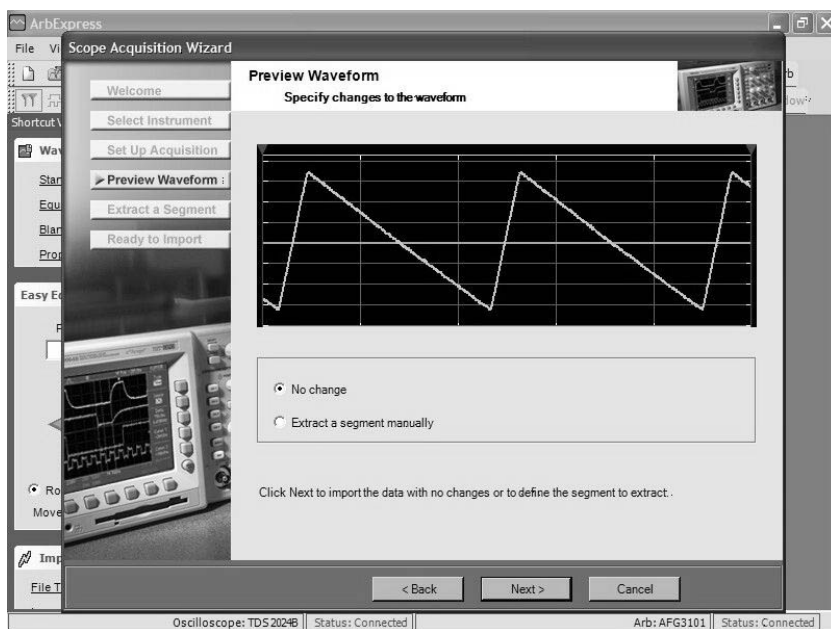 ArbExpress
File Vi
Scope Acquisition Wizard
Welcome
Select Instrument
Set Up Acquisition
Preview Waveform
Extract a Segment
Ready to Import
Preview Waveform
Specify changes to the waveform
Shortcut
Wav
Star
Equ
Blan
Prop
Easy Ed
No change
Extract a segment manually
Click Next to import the data with no changes or to define the segment to extract.
Ro
Move
Imp
File T
< Back
Next >
Cancel
Oscilloscope: TDS 2024B
Status: Connected
Arb: AFG3101
Status: Connected